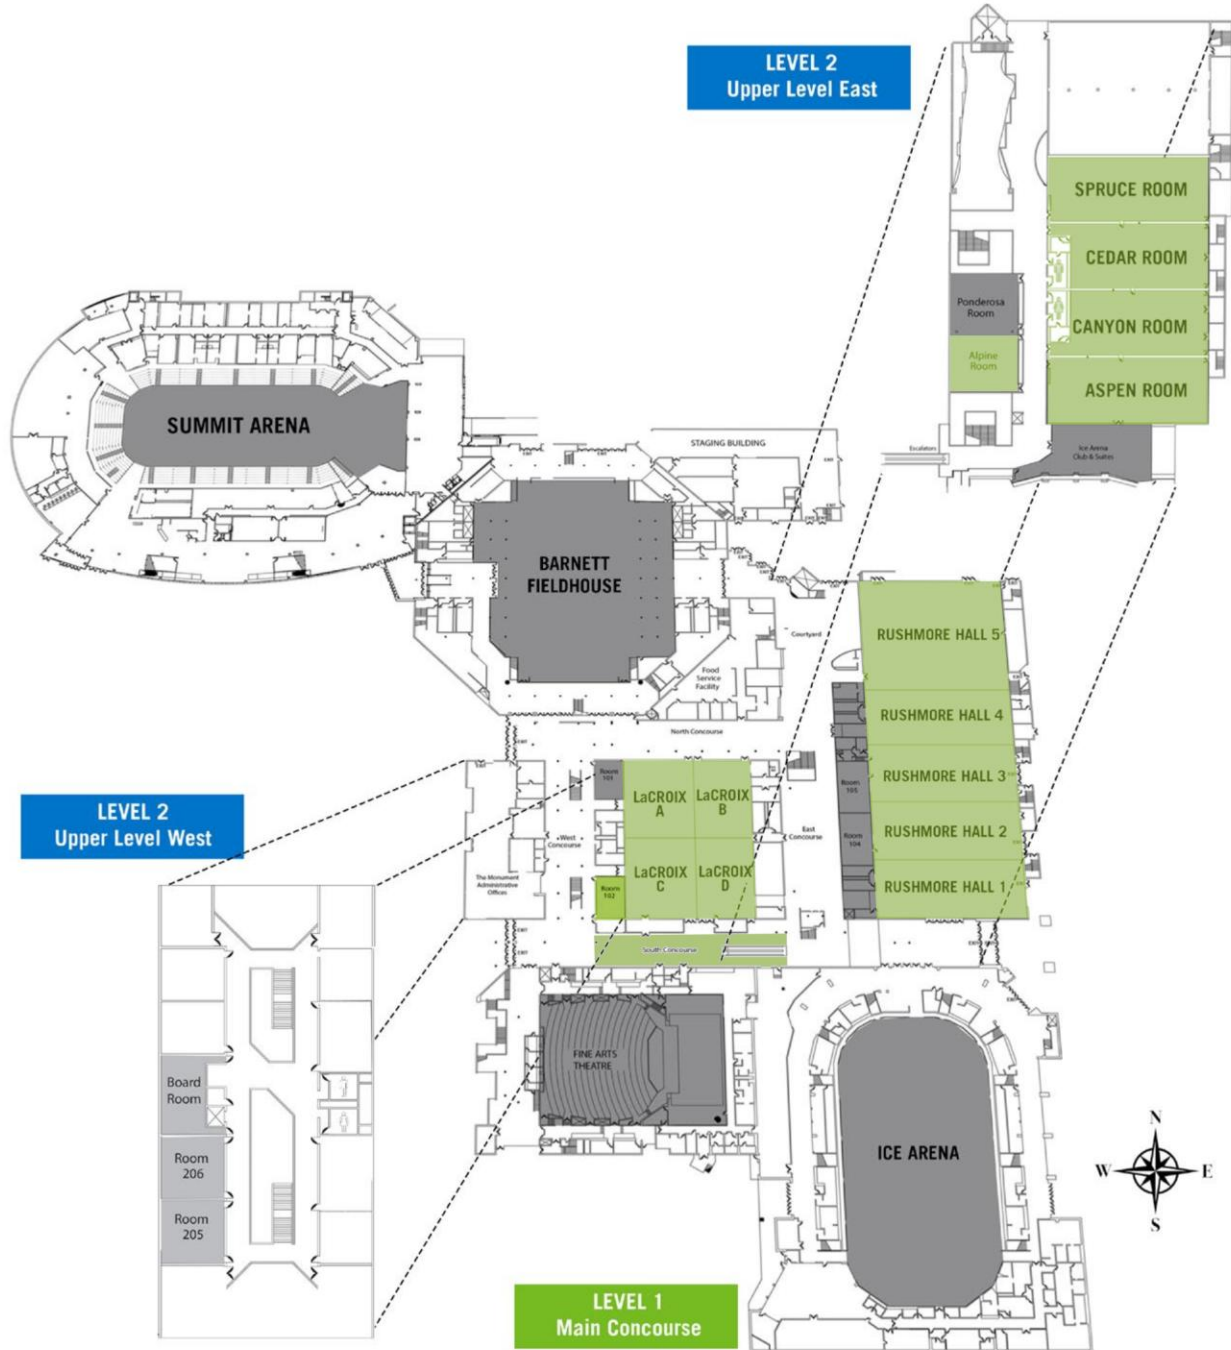 LEVEL 2
Upper Level East
SPRUCE ROOM
CEDAR ROOM
Ponderosa
Room
CANYON ROOM
Alpine
Room
ASPEN ROOM
SUMMIT ARENA
STAGING BUILDING
Escalators
Ice Arena
Club & Suites
BARNETT
FIELDHOUSE
Courtyard
RUSHMORE HALL 5
Food
Service
Facility
RUSHMORE HALL 4
North Concourse
Room
101
LaCROIX
A
LaCROIX
B
Room
105
RUSHMORE HALL 3
LEVEL 2
Upper Level West
West
Concourse
East
Concourse
Room
104
RUSHMORE HALL 2
The Monument
Administrative
Offices
Room
102
LaCROIX
C
LaCROIX
D
RUSHMORE HALL 1
EXIT
EXIT
South Concourse
FINE ARTS
THEATRE
Board
Room
Room
206
Room
205
ICE ARENA
N
W E
S
LEVEL 1
Main Concourse